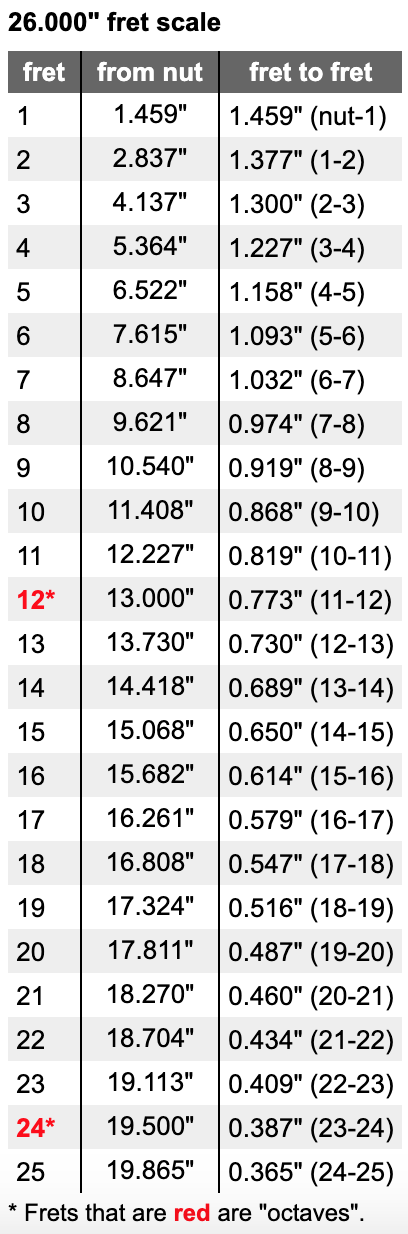 26.000" fret scale
fret from nut fret to fret
1 1.459" 1.459" (nut-1)
2 2.837" 1.377" (1-2)
3 4.137" 1.300" (2-3)
4 5.364" 1.227" (3-4)
5 6.522" 1.158" (4-5)
6 7.615" 1.093" (5-6)
7 8.647" 1.032" (6-7)
8 9.621" 0.974" (7-8)
9 10.540" 0.919" (8-9)
10 11.408" 0.868" (9-10)
11 12.227" 0.819" (10-11)
12* 13.000" 0.773" (11-12)
13 13.730" 0.730" (12-13)
14 14.418" 0.689" (13-14)
15 15.068" 0.650" (14-15)
16 15.682" 0.614" (15-16)
17 16.261" 0.579" (16-17)
18 16.808" 0.547" (17-18)
19 17.324" 0.516" (18-19)
20 17.811" 0.487" (19-20)
21 18.270" 0.460" (20-21)
22 18.704" 0.434" (21-22)
23 19.113" 0.409" (22-23)
24* 19.500" 0.387" (23-24)
25 19.865" 0.365" (24-25)
* Frets that are red are "octaves".